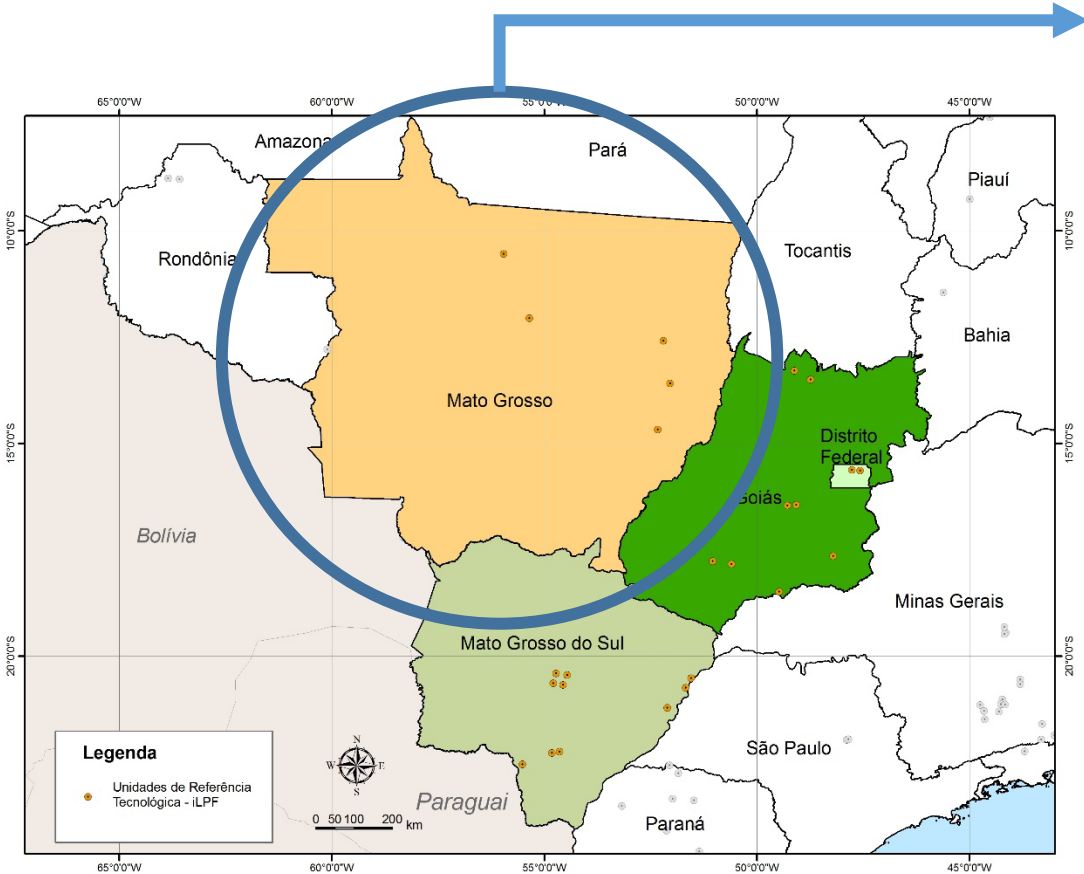 65°0'0"W 60°0'0"W 55°0'0"W 50°0'0"W 45°0'0"W
Amazona
Pará
Piauí
10°0'0"S
10°0'0"S
Rondônia
Tocantis
Bahia
Mato Grosso
15°0'0"S
15°0'0"S
Distrito
Federal
Goiás
Bolívia
Minas Gerais
Mato Grosso do Sul
20°0'0"S
20°0'0"S
Legenda
Unidades de Referência
Tecnológica - iLPF
N
W E
S
São Paulo
Paraguai
0 50 100 200 km
Paraná
65°0'0"W 60°0'0"W 55°0'0"W 50°0'0"W 45°0'0"W